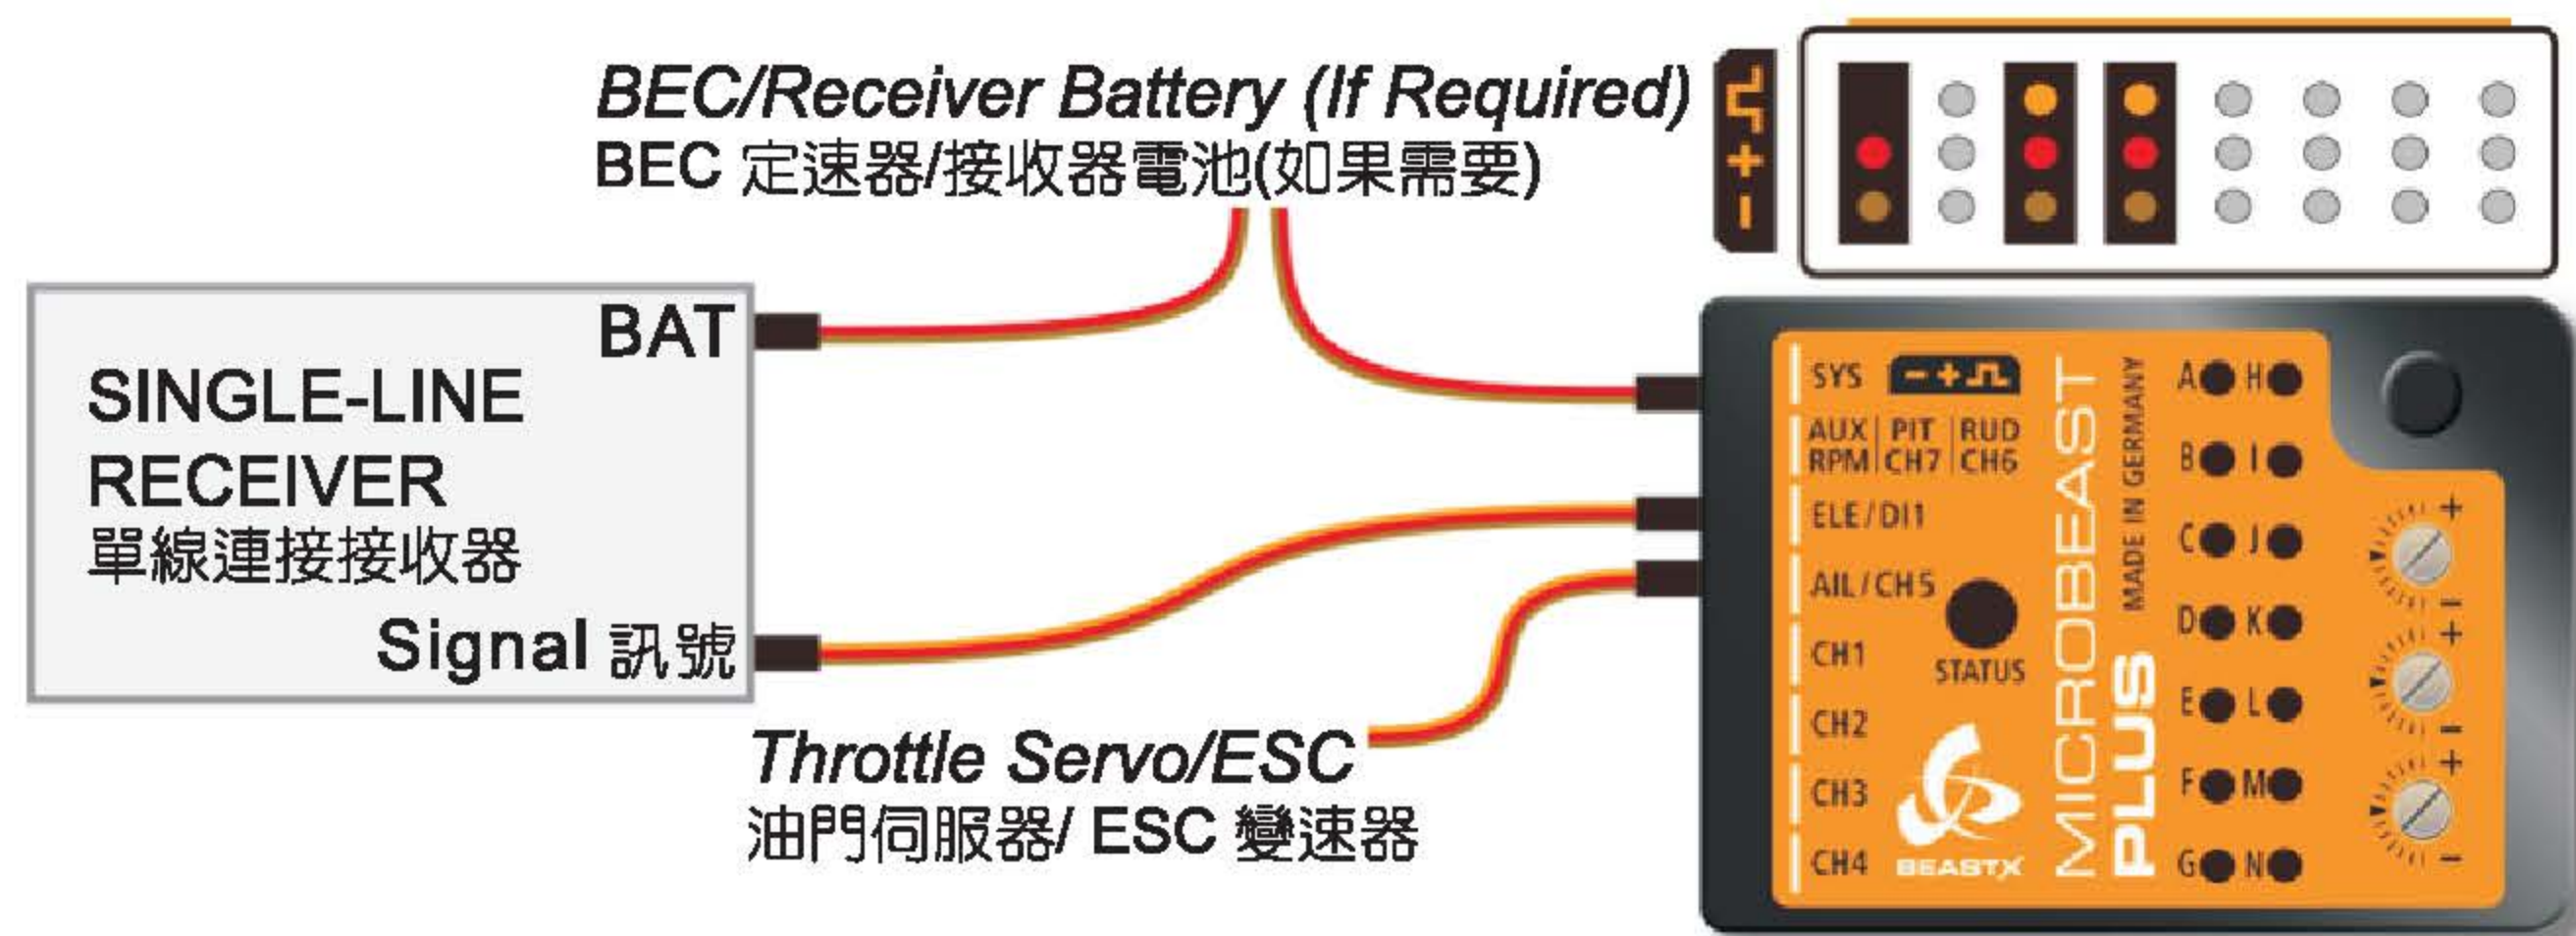 BEC/Receiver Battery (If Required)
BEC 定速器/接收器電池(如果需要)
BAT
SINGLE-LINE
RECEIVER
單線連接接收器
Signal 訊號
Throttle Servo/ESC
油門伺服器/ ESC 變速器
+
−
SYS − +
AUX | PIT | RUD
RPM | CH7 | CH6
ELE/DI1
AIL/CH5
CH1
CH2
CH3
CH4
STATUS
BEASTX
MICROBEAST
PLUS
MADE IN GERMANY
A H
B I
C J
D K
E L
F M
G N
+
−
+
−
+
−